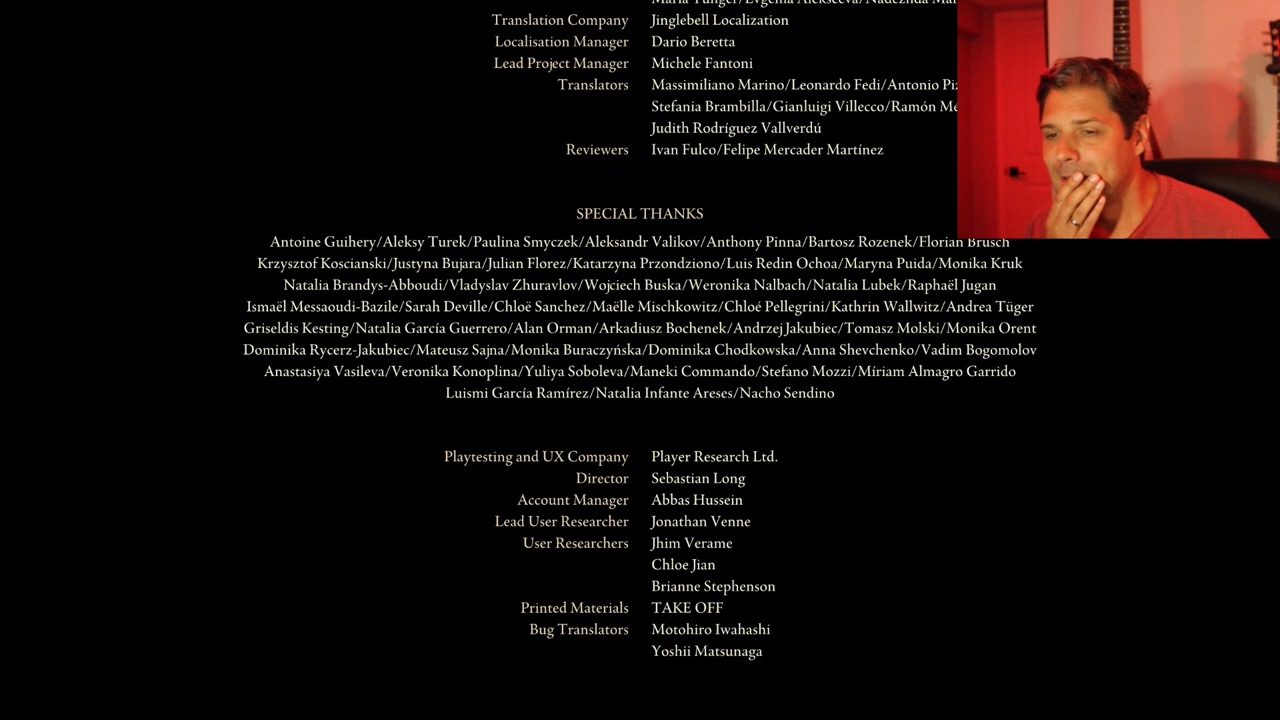 Translation Company Jinglebell Localization
Localisation Manager Dario Beretta
Lead Project Manager Michele Fantoni
Translators Massimiliano Marino/Leonardo Fedi/Antonio
Stefania Brambilla/Gianluigi Villecco/Ramón
Judith Rodríguez Vallverdú
Reviewers Ivan Fulco/Felipe Mercader Martínez
SPECIAL THANKS
Antoine Guihery/Aleksy Turek/Paulina Smyczek/Aleksandr Valikov/Anthony Pinna/Bartosz Rozenek/Florian Brusch
Krzysztof Koscianski/Justyna Bujara/Julian Florez/Katarzyna Przondziono/Luis Redin Ochoa/Maryna Puida/Monika Kruk
Natalia Brandys-Abboudi/Vladyslav Zhuravlov/Wojciech Buska/Weronika Nalbach/Natalia Lubek/Raphaël Jugan
Ismaël Messaoudi-Bazile/Sarah Deville/Chloë Sanchez/Maëlle Mischkowitz/Chloé Pellegrini/Kathrin Wallwitz/Andrea Tüger
Griseldis Kesting/Natalia García Guerrero/Alan Orman/Arkadiusz Bochenek/Andrzej Jakubiec/Tomasz Molski/Monika Orent
Dominika Rycerz-Jakubiec/Mateusz Sajna/Monika Buraczyńska/Dominika Chodkowska/Anna Shevchenko/Vadim Bogomolov
Anastasiya Vasileva/Veronika Konoplina/Yuliya Soboleva/Maneki Commando/Stefano Mozzi/Míriam Almagro Garrido
Luismi García Ramírez/Natalia Infante Areses/Nacho Sendino
Playtesting and UX Company Player Research Ltd.
Director Sebastian Long
Account Manager Abbas Hussein
Lead User Researcher Jonathan Venne
User Researchers Jhim Verame
Chloe Jian
Brianne Stephenson
Printed Materials TAKE OFF
Bug Translators Motohiro Iwahashi
Yoshii Matsunaga